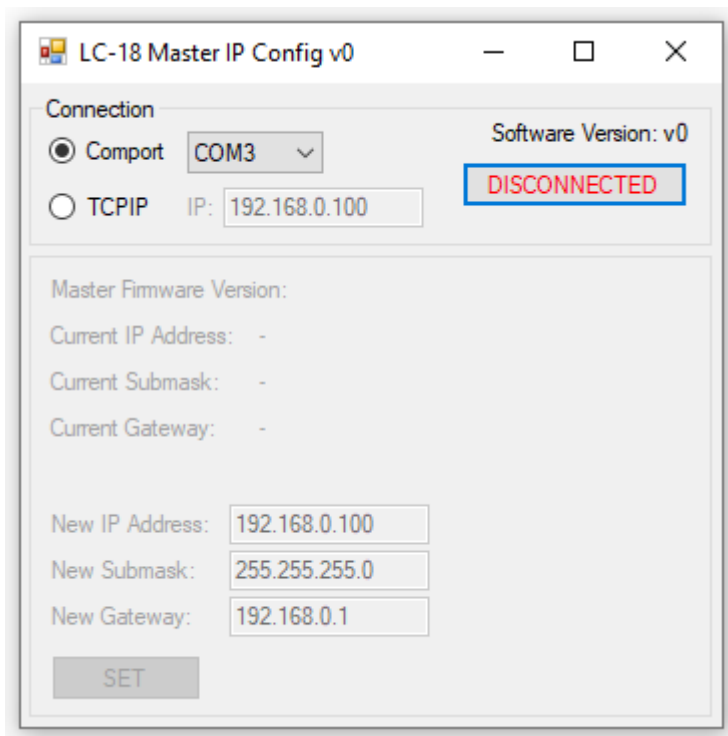 LC-18 Master IP Config v0
Connection
Comport COM3 Software Version: v0
TCPIP IP: 192.168.0.100 DISCONNECTED
Master Firmware Version:
Current IP Address: -
Current Submask: -
Current Gateway: -
New IP Address: 192.168.0.100
New Submask: 255.255.255.0
New Gateway: 192.168.0.1
SET